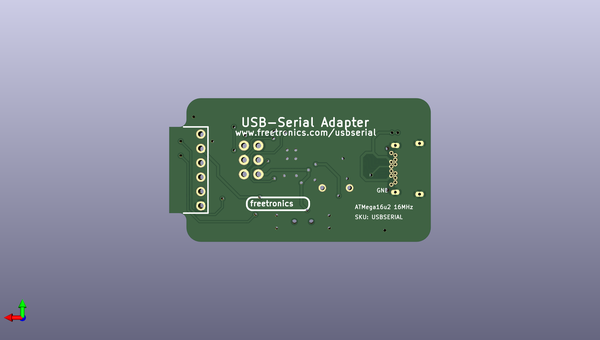 USB-Serial Adapter
www.freetronics.com/usbserial
GND
freetronics
ATMega16u2 16MHz
SKU: USBSERIAL